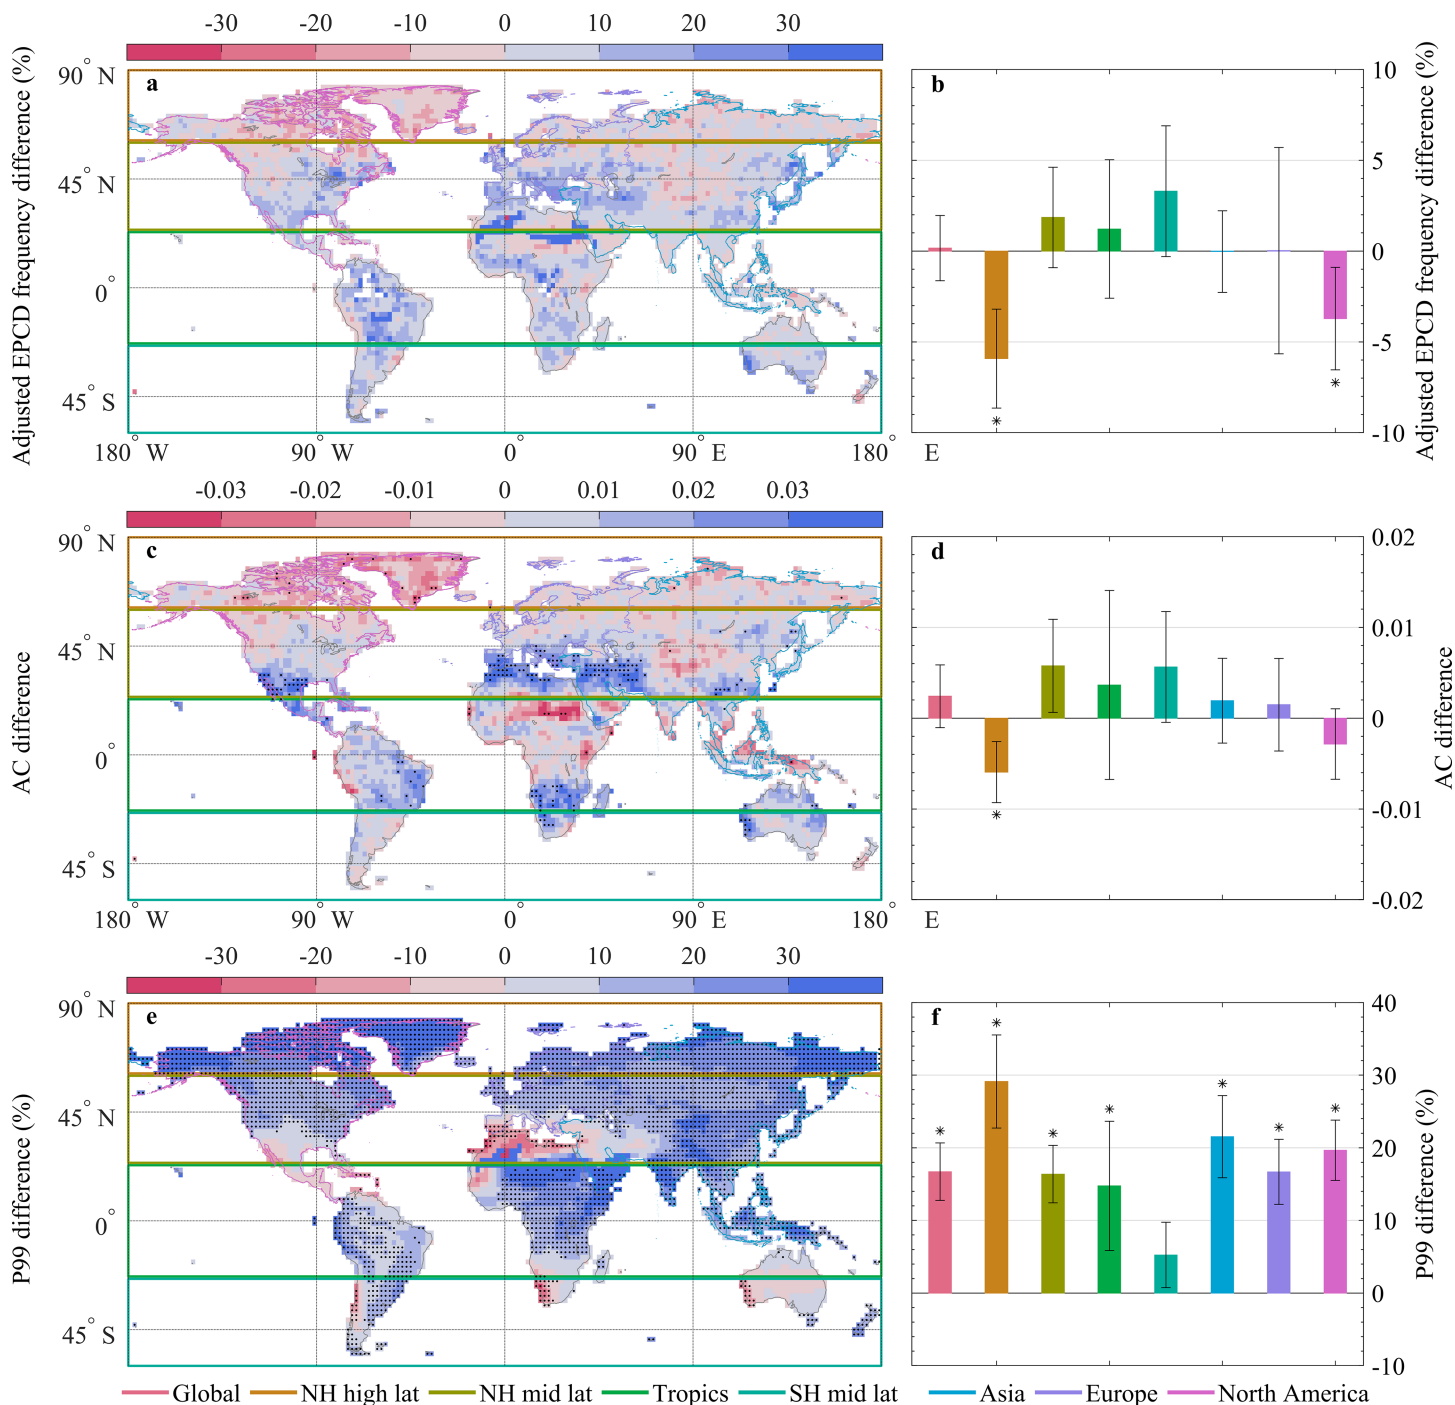 -30 -20 -10 0 10 20 30
Adjusted EPCD frequency difference (%)
90° N
45° N
0°
45° S
a
180° W 90° W 0° 90° E 180° E
b
10
5
0
-5
-10
*
*
Adjusted EPCD frequency difference (%)
-0.03 -0.02 -0.01 0 0.01 0.02 0.03
AC difference
90° N
45° N
0°
45° S
c
180° W 90° W 0° 90° E 180° E
d
0.02
0.01
0
-0.01
-0.02
*
AC difference
-30 -20 -10 0 10 20 30
P99 difference (%)
90° N
45° N
0°
45° S
e
f
40
30
20
10
0
-10
* * * * * * *
P99 difference (%)
Global NH high lat NH mid lat Tropics SH mid lat Asia Europe North America